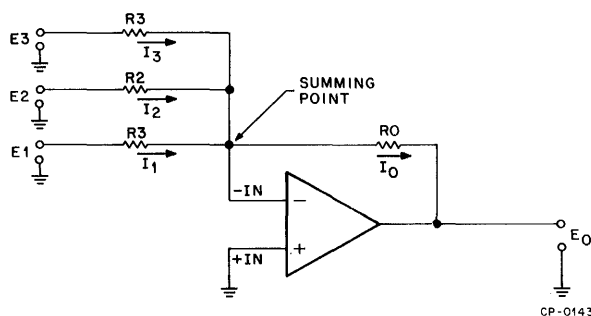 E3
R3
I3
E2
R2
I2
SUMMING
POINT
E1
R3
I1
RO
IO
-IN
−
+IN
+
EO
CP-0143